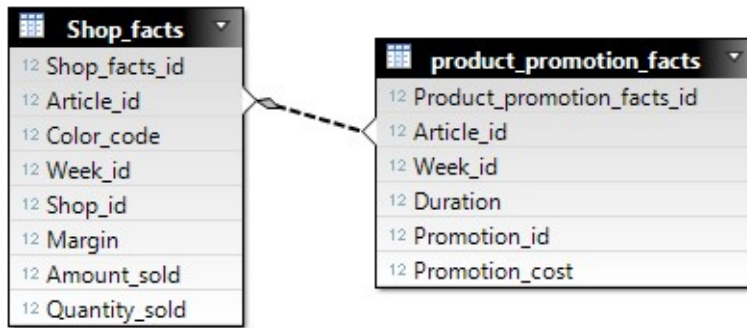 Shop_facts
12 Shop_facts_id
12 Article_id
12 Color_code
12 Week_id
12 Shop_id
12 Margin
12 Amount_sold
12 Quantity_sold
product_promotion_facts
12 Product_promotion_facts_id
12 Article_id
12 Week_id
12 Duration
12 Promotion_id
12 Promotion_cost